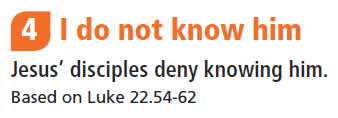 4 I do not know him
Jesus’ disciples deny knowing him.
Based on Luke 22.54-62